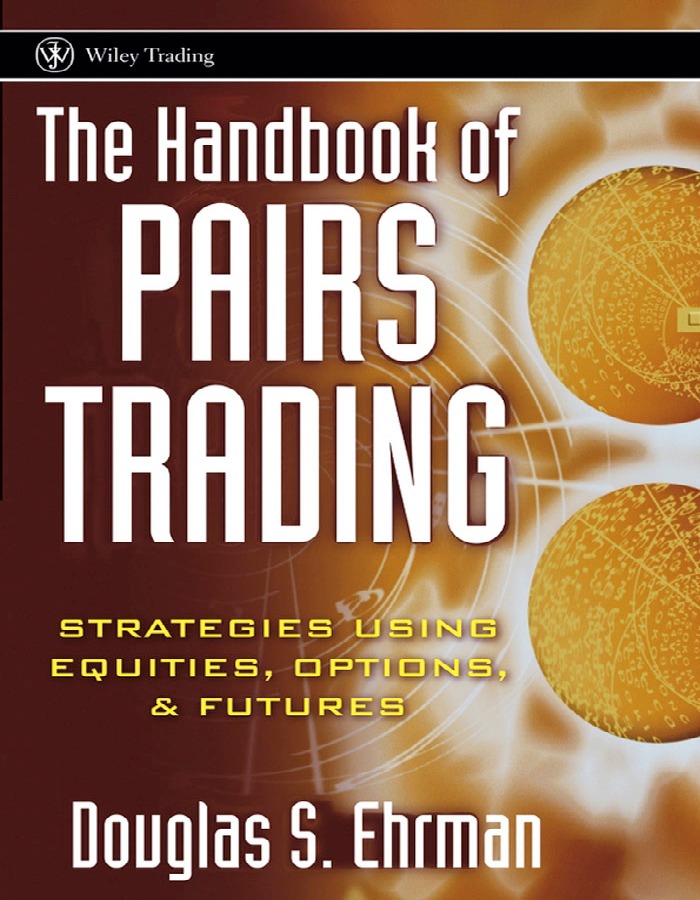 Wiley Trading
The Handbook of
PAIRS
TRADING
STRATEGIES USING
EQUITIES, OPTIONS,
& FUTURES
Douglas S. Ehrman